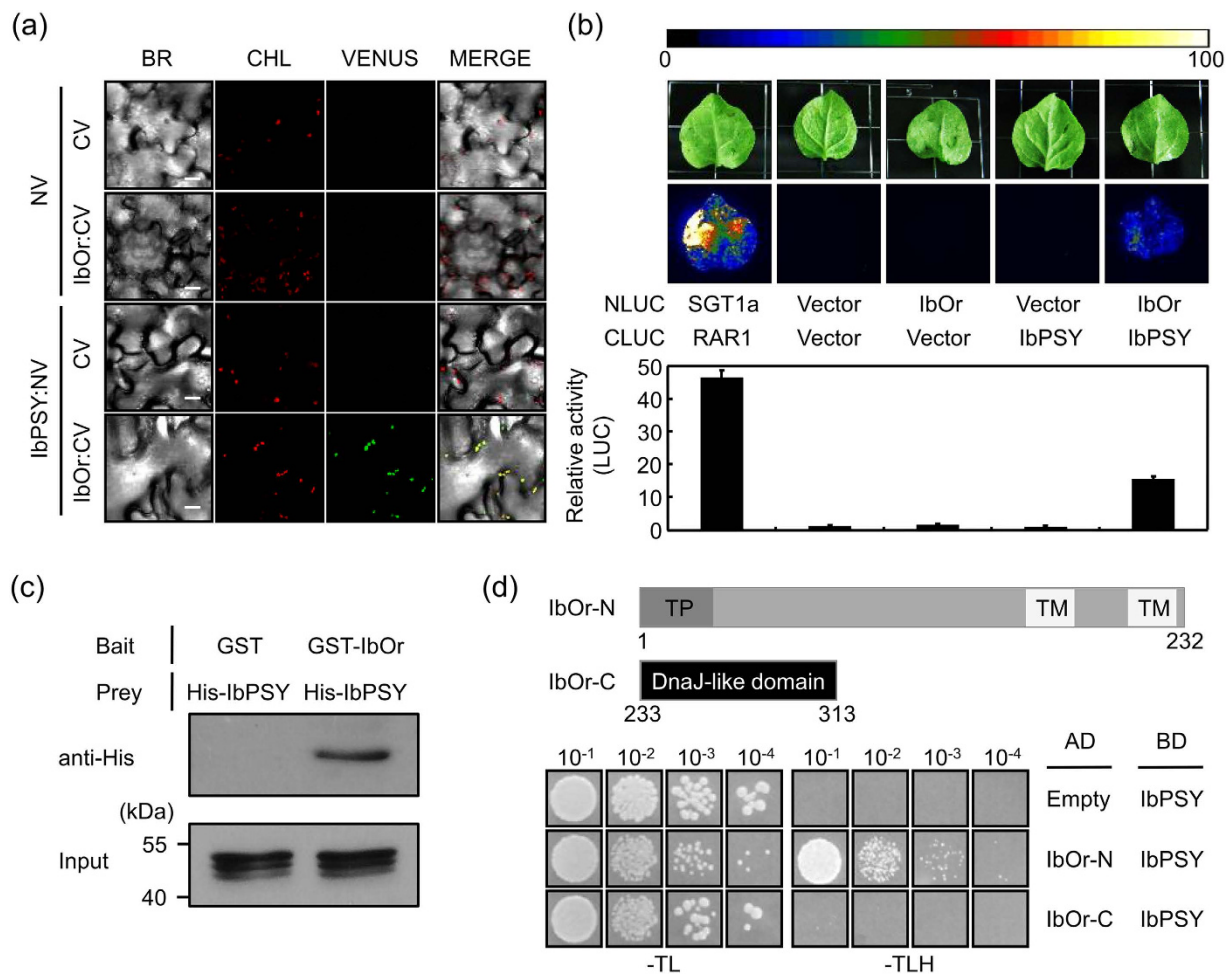 (a)
BR CHL VENUS MERGE
NV
CV
IbOr:CV
IbPSY:NV
CV
IbOr:CV
(b)
0 100
NLUC SGT1a Vector IbOr Vector IbOr
CLUC RAR1 Vector Vector IbPSY IbPSY
Relative activity
(LUC)
50
40
30
20
10
0
(c)
Bait GST GST-IbOr
Prey His-IbPSY His-IbPSY
anti-His
(kDa)
55
Input
40
(d)
IbOr-N TP TM TM
1 232
IbOr-C DnaJ-like domain
233 313
10-1 10-2 10-3 10-4 10-1 10-2 10-3 10-4 AD BD
Empty IbPSY
IbOr-N IbPSY
IbOr-C IbPSY
-TL -TLH